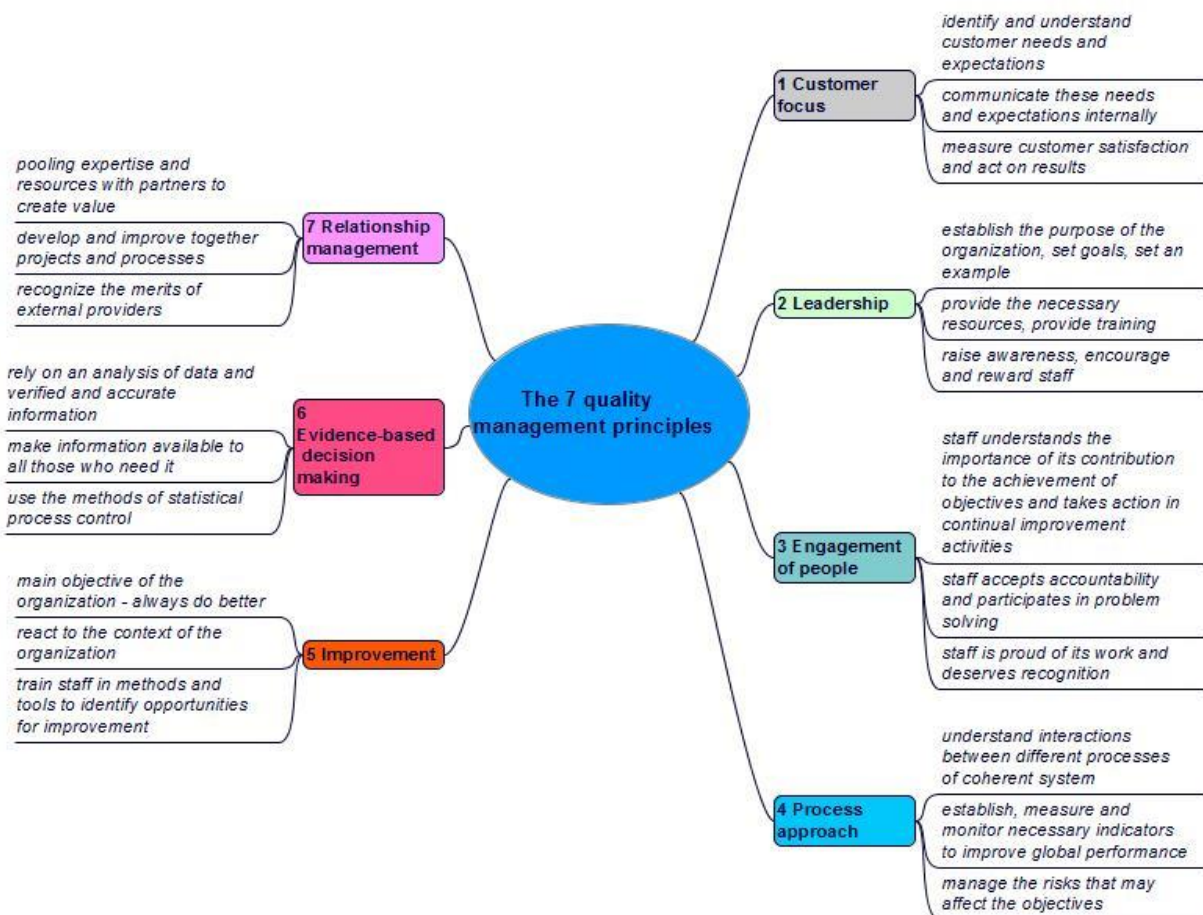 The 7 quality
management principles
1 Customer
focus
identify and understand
customer needs and
expectations
communicate these needs
and expectations internally
measure customer satisfaction
and act on results
2 Leadership
establish the purpose of the
organization, set goals, set an
example
provide the necessary
resources, provide training
raise awareness, encourage
and reward staff
3 Engagement
of people
staff understands the
importance of its contribution
to the achievement of
objectives and takes action in
continual improvement
activities
staff accepts accountability
and participates in problem
solving
staff is proud of its work and
deserves recognition
4 Process
approach
understand interactions
between different processes
of coherent system
establish, measure and
monitor necessary indicators
to improve global performance
manage the risks that may
affect the objectives
5 Improvement
main objective of the
organization - always do better
react to the context of the
organization
train staff in methods and
tools to identify opportunities
for improvement
6
Evidence-based
decision
making
rely on an analysis of data and
verified and accurate
information
make information available to
all those who need it
use the methods of statistical
process control
7 Relationship
management
pooling expertise and
resources with partners to
create value
develop and improve together
projects and processes
recognize the merits of
external providers